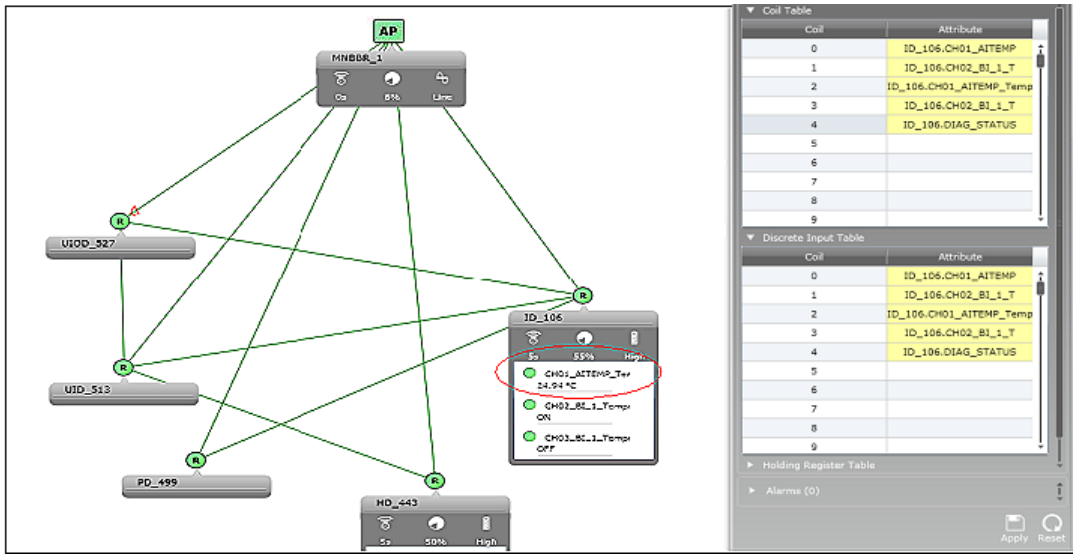 AP
MNBBR_1
0s 8% Line
R
UIOD_527
R
ID_106
5s 55% High
CH01_AITEMP_Ter
24.94 °C
CH02_BI_1_Tempr
ON
CH03_BI_1_Tempr
OFF
R
UID_513
R
PD_499
R
HD_443
5s 50% High
Coil Table
Coil Attribute
0 ID_106.CH01_AITEMP
1 ID_106.CH02_BI_1_T
2 ID_106.CH01_AITEMP_Temp
3 ID_106.CH02_BI_1_T
4 ID_106.DIAG_STATUS
5
6
7
8
9
Discrete Input Table
Coil Attribute
0 ID_106.CH01_AITEMP
1 ID_106.CH02_BI_1_T
2 ID_106.CH01_AITEMP_Temp
3 ID_106.CH02_BI_1_T
4 ID_106.DIAG_STATUS
5
6
7
8
9
Holding Register Table
Alarms (0)
Apply Reset